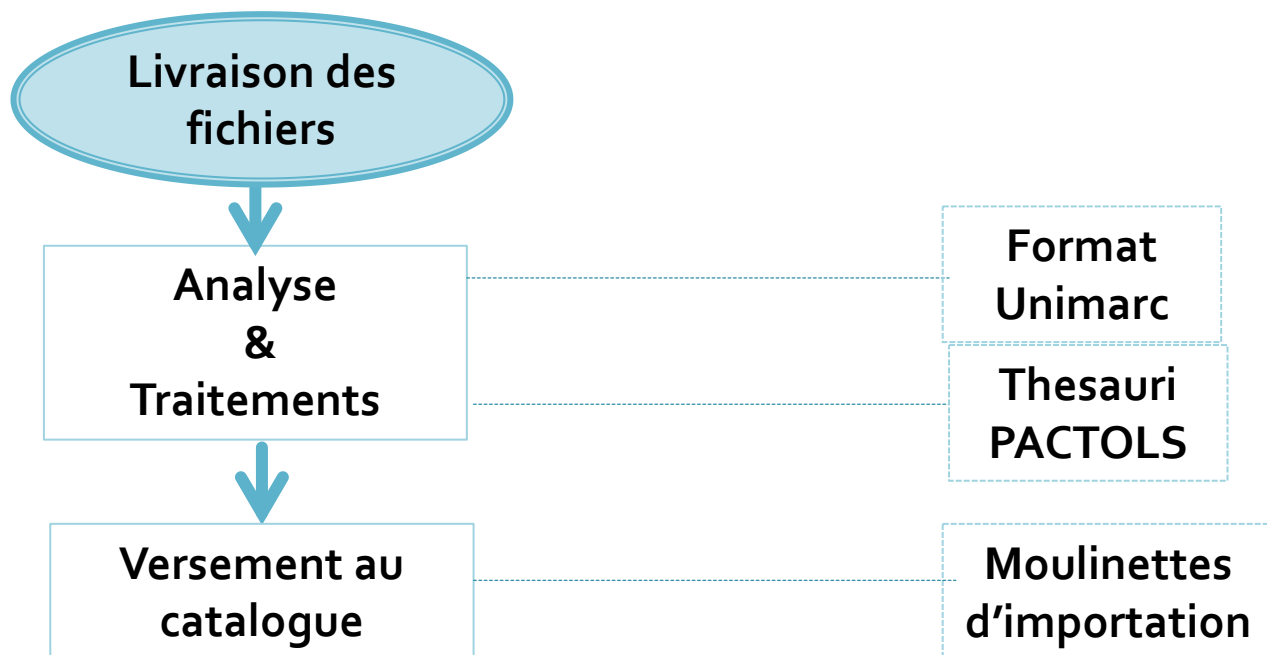 Livraison des
fichiers
Analyse
&
Traitements
Format
Unimarc
Thesauri
PACTOLS
Versement au
catalogue
Moulinettes
d’importation